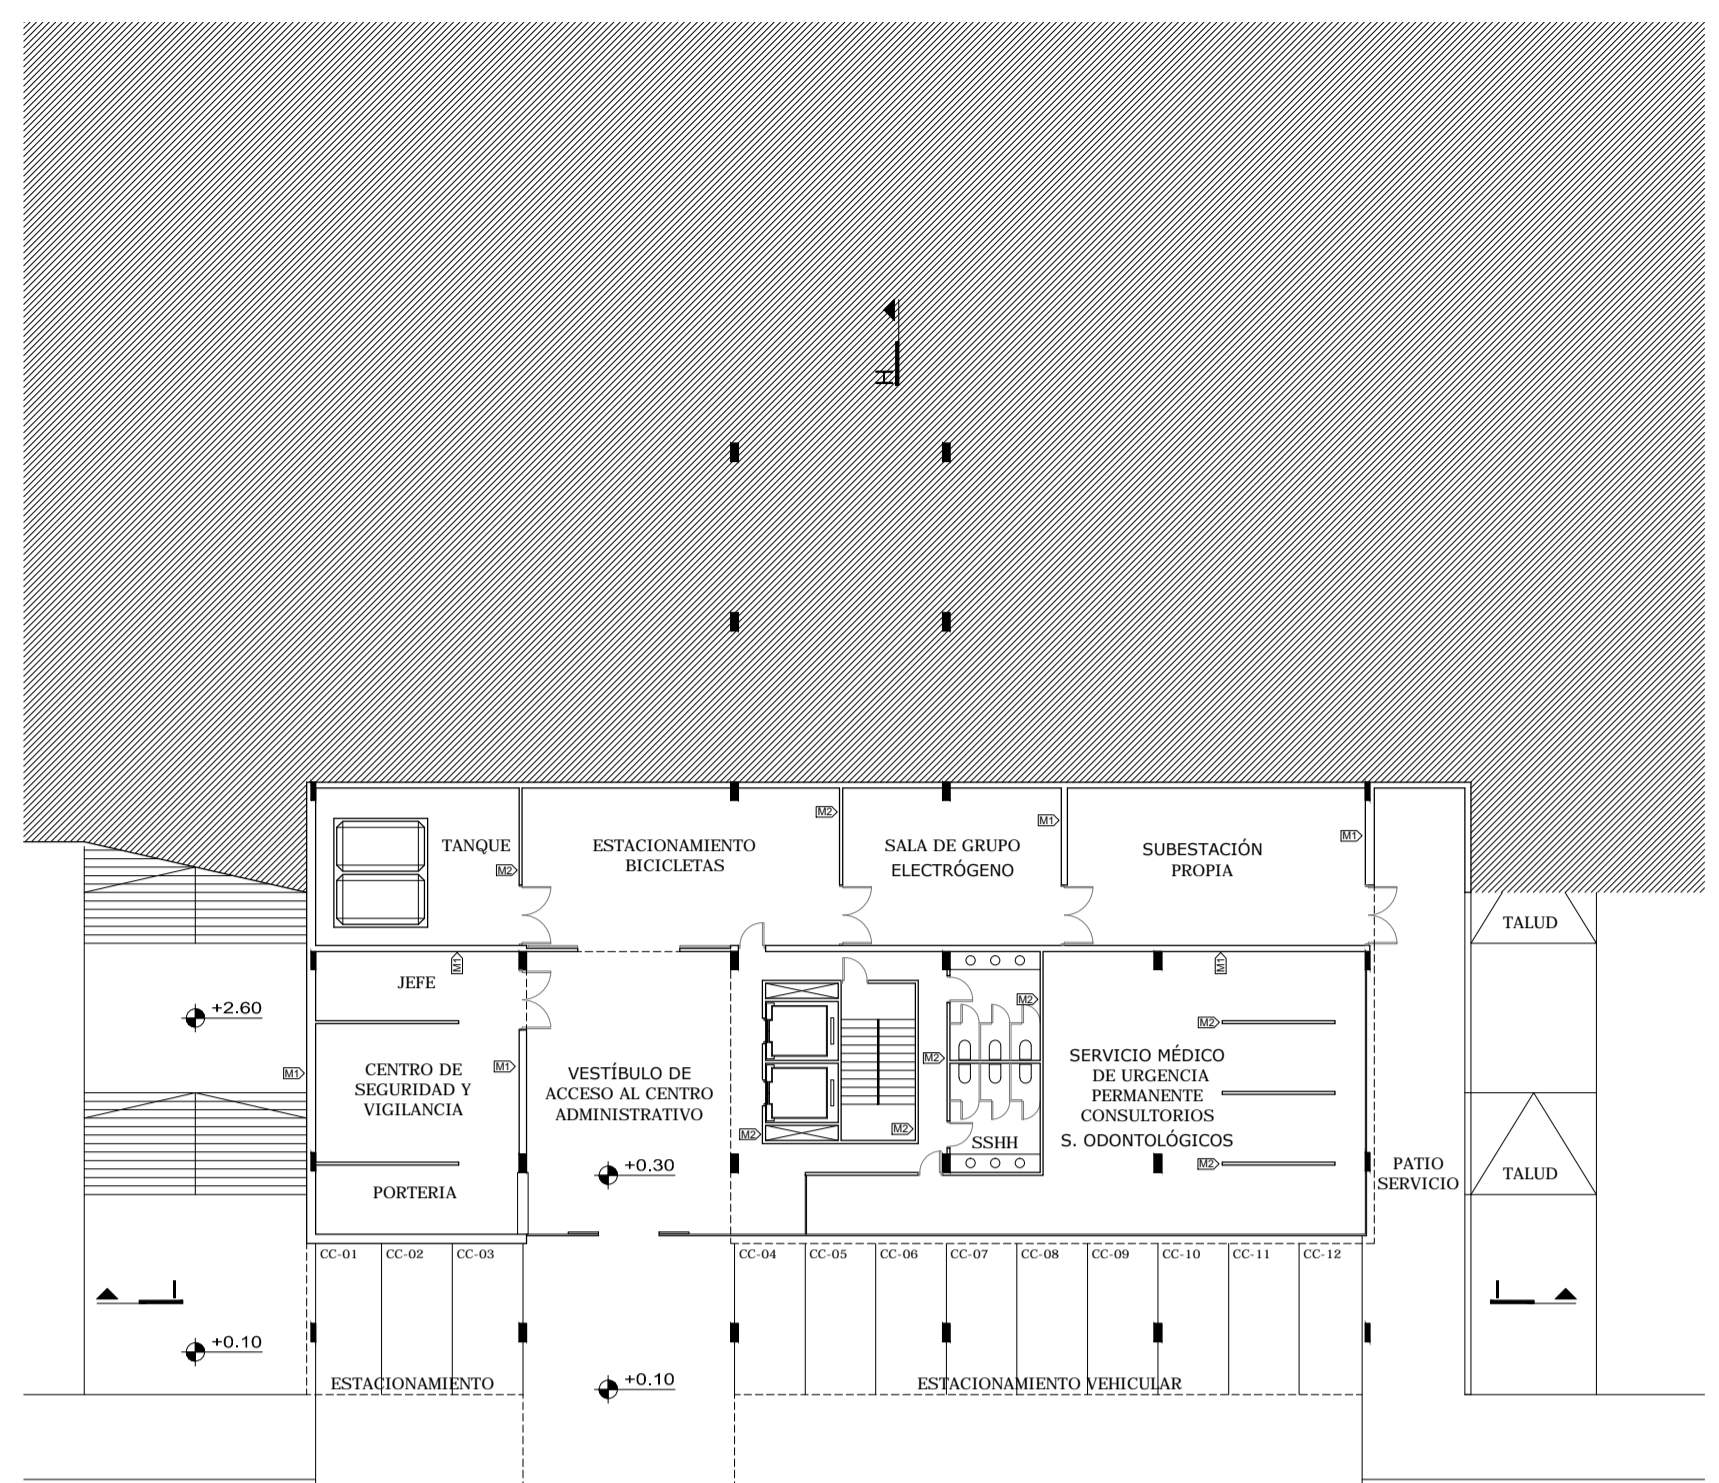 H
M2
TANQUE
M2
ESTACIONAMIENTO
BICICLETAS
M1
SALA DE GRUPO
ELECTRÓGENO
M1
SUBESTACIÓN
PROPIA
TALUD
M1
JEFE
M1
M2
+2.60
M2
M2
M1
M1
CENTRO DE
SEGURIDAD Y
VIGILANCIA
VESTÍBULO DE
ACCESO AL CENTRO
ADMINISTRATIVO
SERVICIO MÉDICO
DE URGENCIA
PERMANENTE
CONSULTORIOS
S. ODONTOLÓGICOS
M2
M2
SSHH
M2
+0.30
PORTERIA
PATIO
SERVICIO
TALUD
CC-01
CC-02
CC-03
CC-04
CC-05
CC-06
CC-07
CC-08
CC-09
CC-10
CC-11
CC-12
I
I
+0.10
ESTACIONAMIENTO
+0.10
ESTACIONAMIENTO VEHICULAR